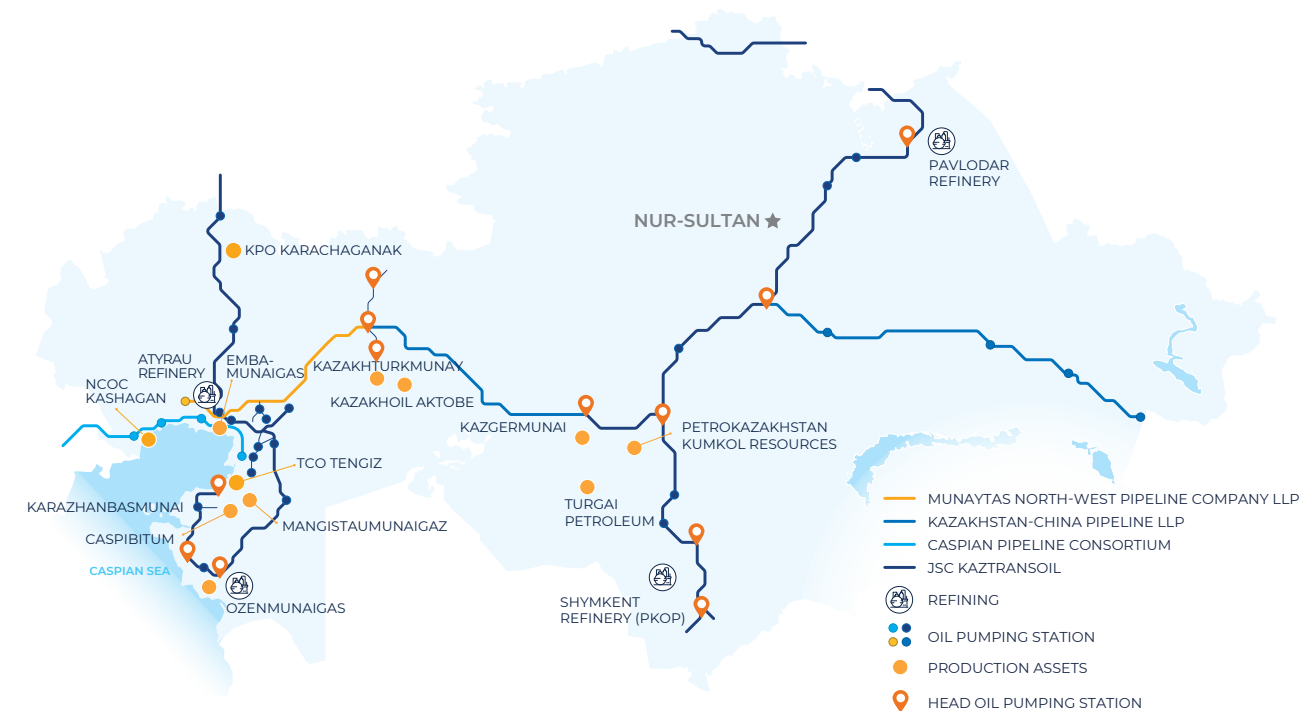 PAVLODAR
REFINERY
NUR-SULTAN
KPO KARACHAGANAK
ATYRAU
REFINERY
EMBA-
MUNAIGAS
KAZAKHTURKMUNAY
NCOC
KASHAGAN
KAZAKHOIL AKTOBE
KAZGERMUNAI
PETROKAZAKHSTAN
KUMKOL RESOURCES
TCO TENGIZ
TURGAI
PETROLEUM
KARAZHANBASMUNAI
MANGISTAUMUNAIGAZ
CASPIBITUM
CASPIAN SEA
OZENMUNAIGAS
SHYMKENT
REFINERY (PKOP)
MUNAYTAS NORTH-WEST PIPELINE COMPANY LLP
KAZAKHSTAN-CHINA PIPELINE LLP
CASPIAN PIPELINE CONSORTIUM
JSC KAZTRANSOIL
REFINING
OIL PUMPING STATION
PRODUCTION ASSETS
HEAD OIL PUMPING STATION